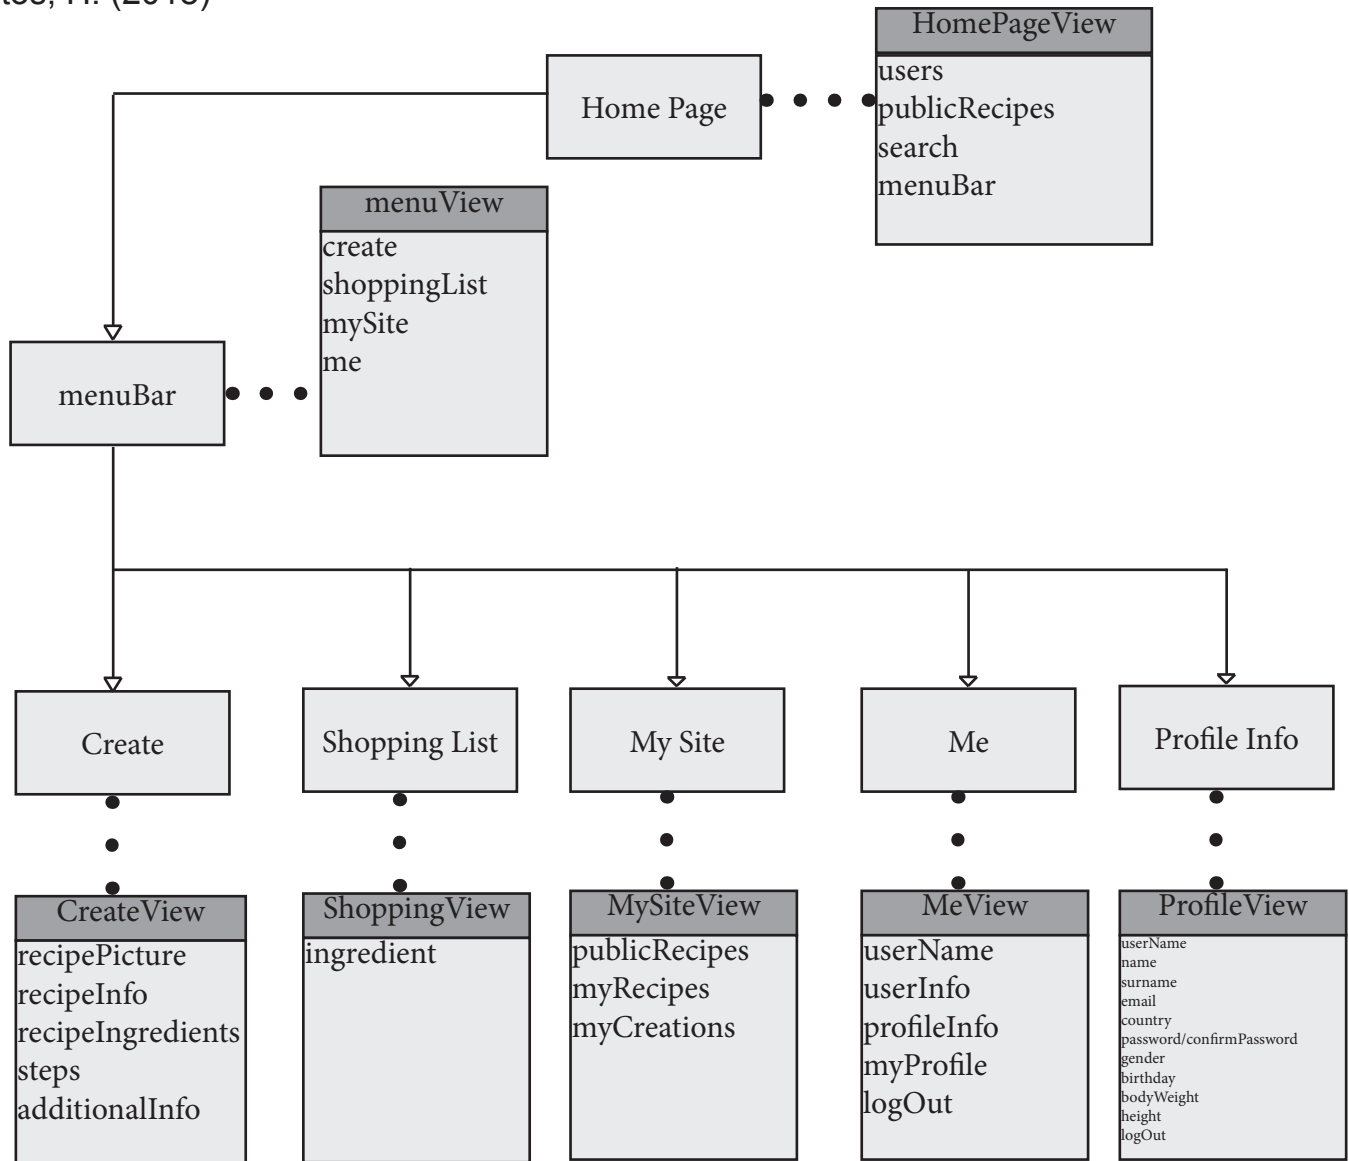 H. (2013)
HomePageView
users
publicRecipes
search
menuBar
Home Page
menuView
create
shoppingList
mySite
me
menuBar
Create
Shopping List
My Site
Me
Profile Info
CreateView
recipePicture
recipeInfo
recipeIngredients
steps
additionalInfo
ShoppingView
ingredient
MySiteView
publicRecipes
myRecipes
myCreations
MeView
userName
userInfo
profileInfo
myProfile
logOut
ProfileView
userName
name
surname
email
country
password/confirmPassword
gender
birthday
bodyWeight
height
logOut